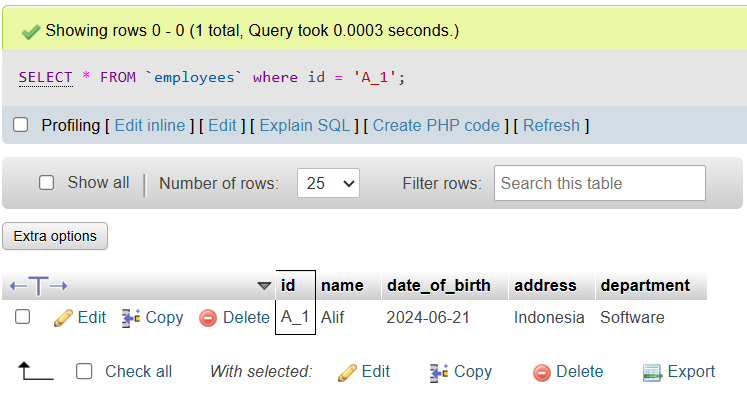 Showing rows 0 - 0 (1 total, Query took 0.0003 seconds.)
SELECT * FROM `employees` where id = 'A_1';
Profiling [ Edit inline ] [ Edit ] [ Explain SQL ] [ Create PHP code ] [ Refresh ]
Show all Number of rows: 25 Filter rows: Search this table
Extra options
id name date_of_birth address department
Edit Copy Delete A_1 Alif 2024-06-21 Indonesia Software
Check all With selected: Edit Copy Delete Export